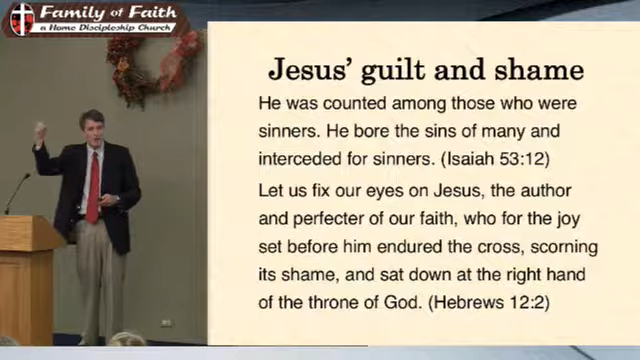 Family of Faith
a Home Discipleship Church
Jesus' guilt and shame
He was counted among those who were
sinners. He bore the sins of many and
interceded for sinners. (Isaiah 53:12)
Let us fix our eyes on Jesus, the author
and perfecter of our faith, who for the joy
set before him endured the cross, scorning
its shame, and sat down at the right hand
of the throne of God. (Hebrews 12:2)